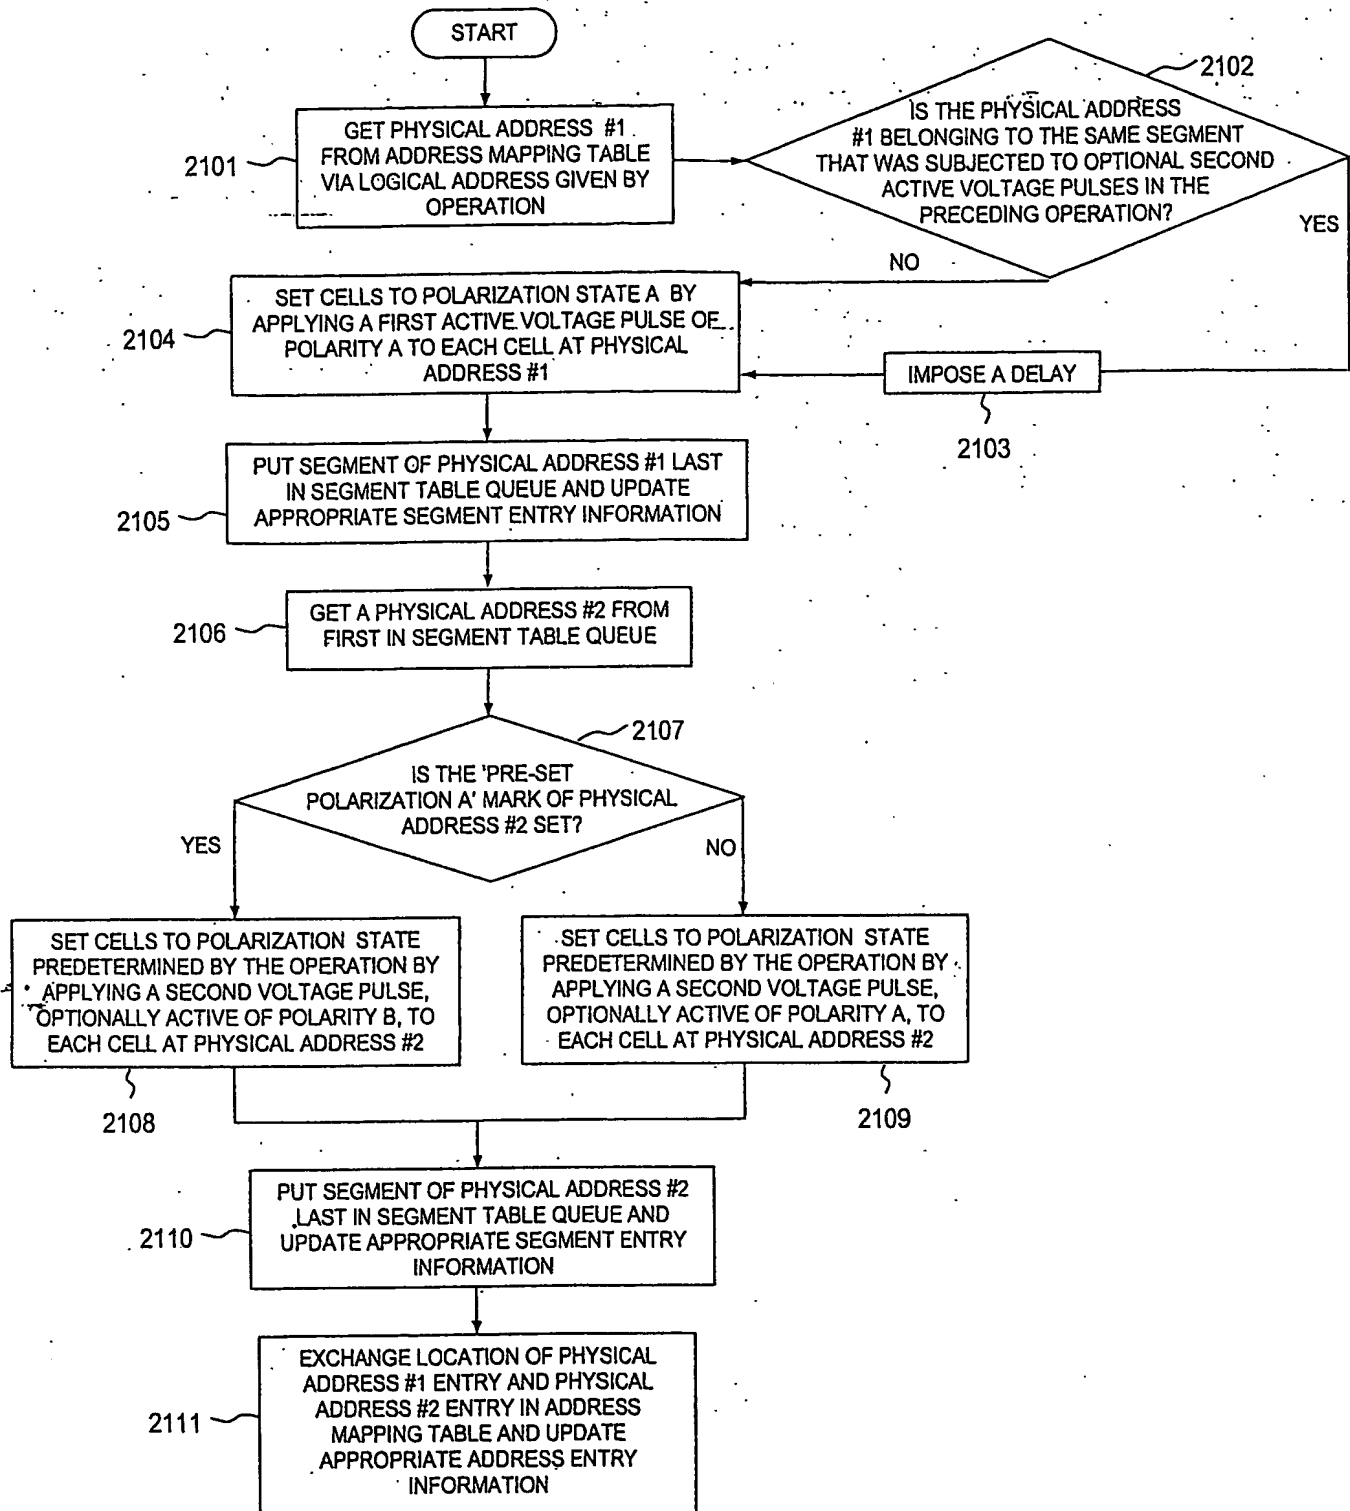 START
GET PHYSICAL ADDRESS #1
FROM ADDRESS MAPPING TABLE
VIA LOGICAL ADDRESS GIVEN BY
OPERATION
2101
2102
IS THE PHYSICAL ADDRESS
#1 BELONGING TO THE SAME SEGMENT
THAT WAS SUBJECTED TO OPTIONAL SECOND
ACTIVE VOLTAGE PULSES IN THE
PRECEDING OPERATION?
YES
NO
SET CELLS TO POLARIZATION STATE A BY
APPLYING A FIRST ACTIVE VOLTAGE PULSE OF
POLARITY A TO EACH CELL AT PHYSICAL
ADDRESS #1
2104
IMPOSE A DELAY
2103
PUT SEGMENT OF PHYSICAL ADDRESS #1 LAST
IN SEGMENT TABLE QUEUE AND UPDATE
APPROPRIATE SEGMENT ENTRY INFORMATION
2105
GET A PHYSICAL ADDRESS #2 FROM
FIRST IN SEGMENT TABLE QUEUE
2106
2107
IS THE 'PRE-SET
POLARIZATION A' MARK OF PHYSICAL
ADDRESS #2 SET?
YES
NO
SET CELLS TO POLARIZATION STATE
PREDETERMINED BY THE OPERATION BY
APPLYING A SECOND VOLTAGE PULSE,
OPTIONALLY ACTIVE OF POLARITY B, TO
EACH CELL AT PHYSICAL ADDRESS #2
2108
SET CELLS TO POLARIZATION STATE
PREDETERMINED BY THE OPERATION BY
APPLYING A SECOND VOLTAGE PULSE,
OPTIONALLY ACTIVE OF POLARITY A, TO
EACH CELL AT PHYSICAL ADDRESS #2
2109
PUT SEGMENT OF PHYSICAL ADDRESS #2
LAST IN SEGMENT TABLE QUEUE AND
UPDATE APPROPRIATE SEGMENT ENTRY
INFORMATION
2110
EXCHANGE LOCATION OF PHYSICAL
ADDRESS #1 ENTRY AND PHYSICAL
ADDRESS #2 ENTRY IN ADDRESS
MAPPING TABLE AND UPDATE
APPROPRIATE ADDRESS ENTRY
INFORMATION
2111